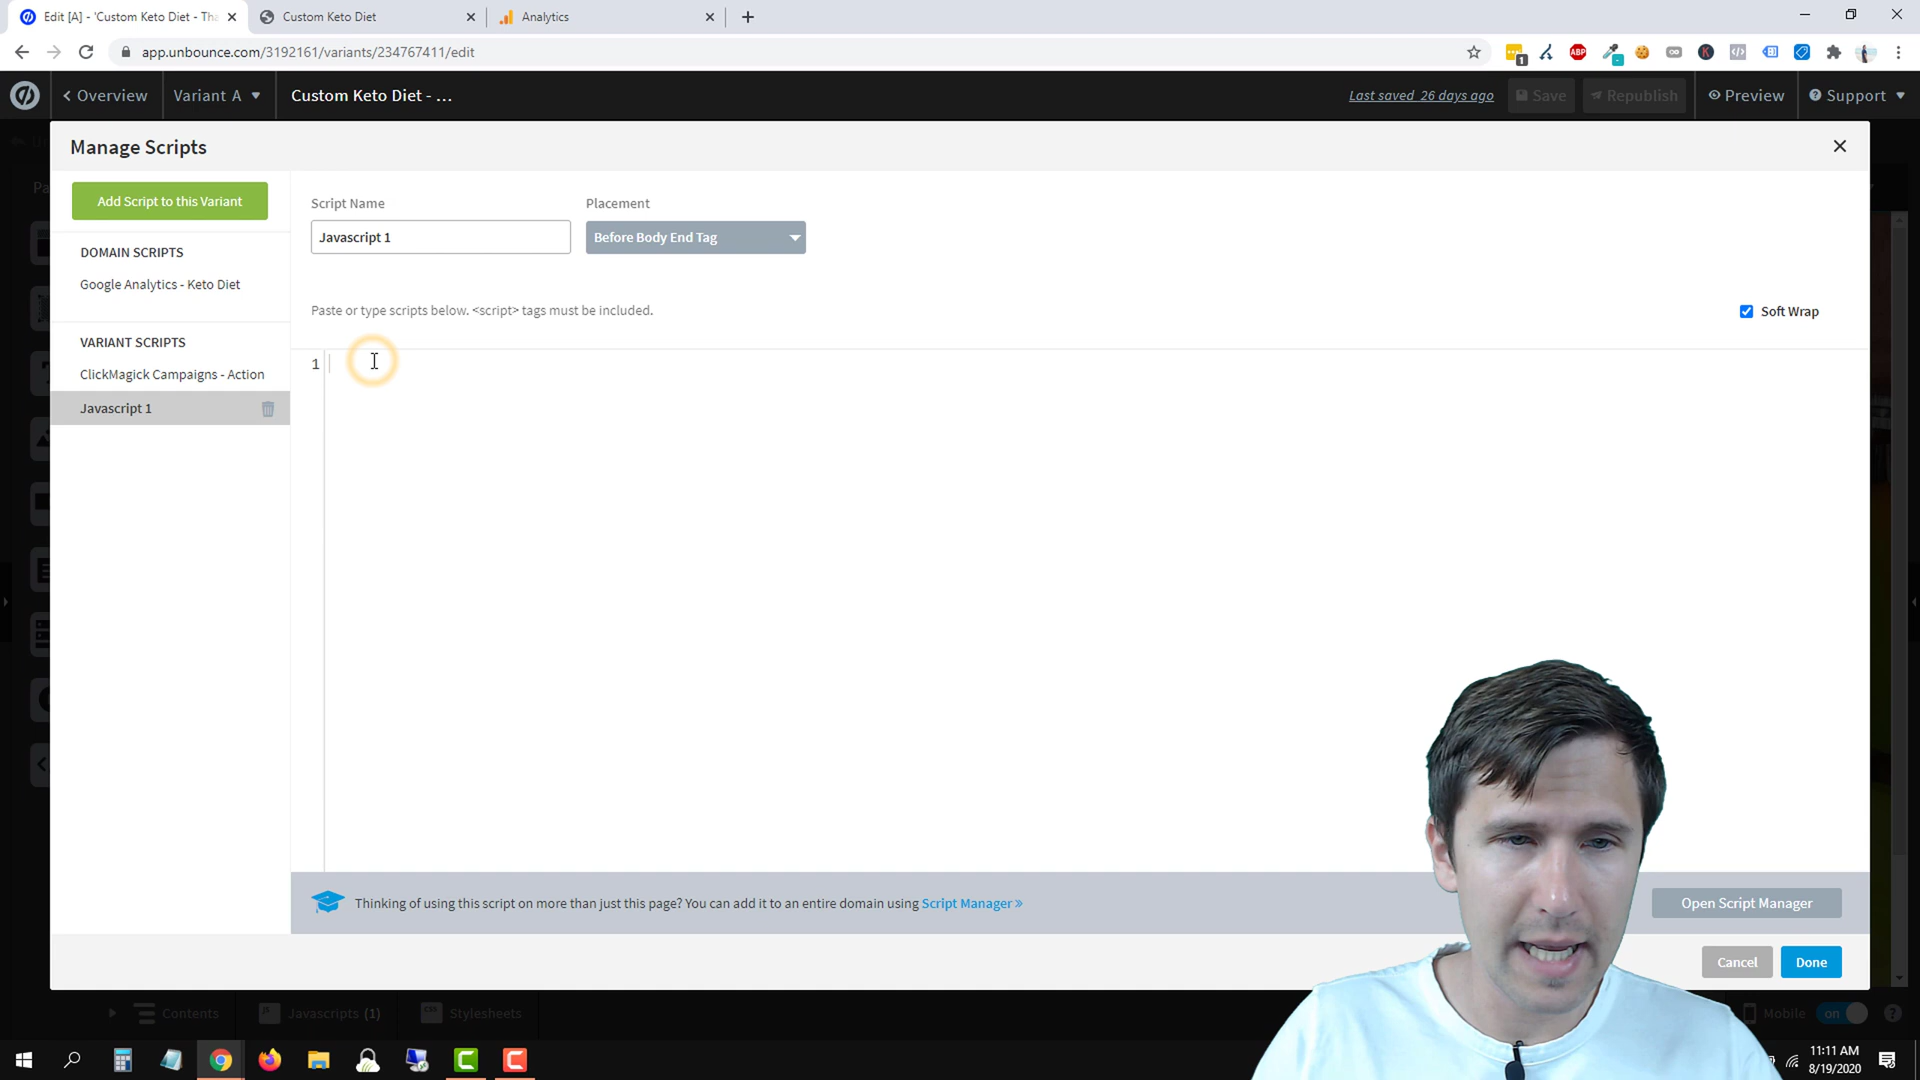 Edit [A] - 'Custom Keto Diet - Tha
Custom Keto Diet
Analytics
app.unbounce.com/3192161/variants/234767411/edit
1
ABP
Overview
Variant A
Custom Keto Diet - ...
Last saved 26 days ago
Save
Republish
Preview
Support
Manage Scripts
Add Script to this Variant
Script Name
Placement
Javascript 1
Before Body End Tag
DOMAIN SCRIPTS
Google Analytics - Keto Diet
Paste or type scripts below. <script> tags must be included.
Soft Wrap
VARIANT SCRIPTS
ClickMagick Campaigns - Action
Javascript 1
1
Thinking of using this script on more than just this page? You can add it to an entire domain using Script Manager »
Open Script Manager
Cancel
Done
Contents
Javascripts (1)
Stylesheets
Mobile
on
11:11 AM
8/19/2020